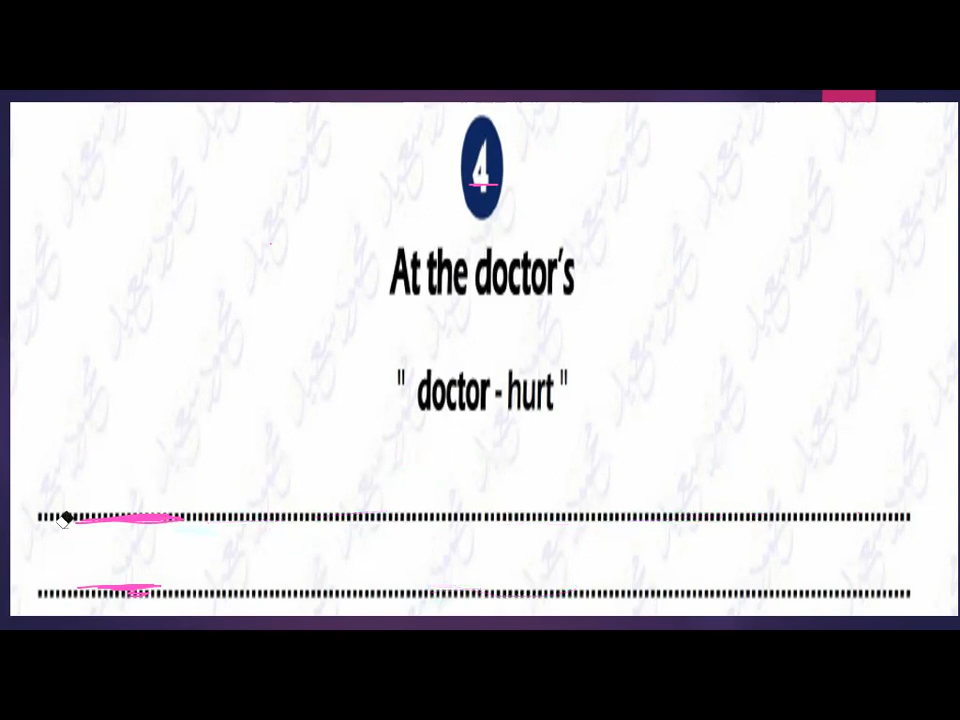 4
At the doctor's
" doctor - hurt "